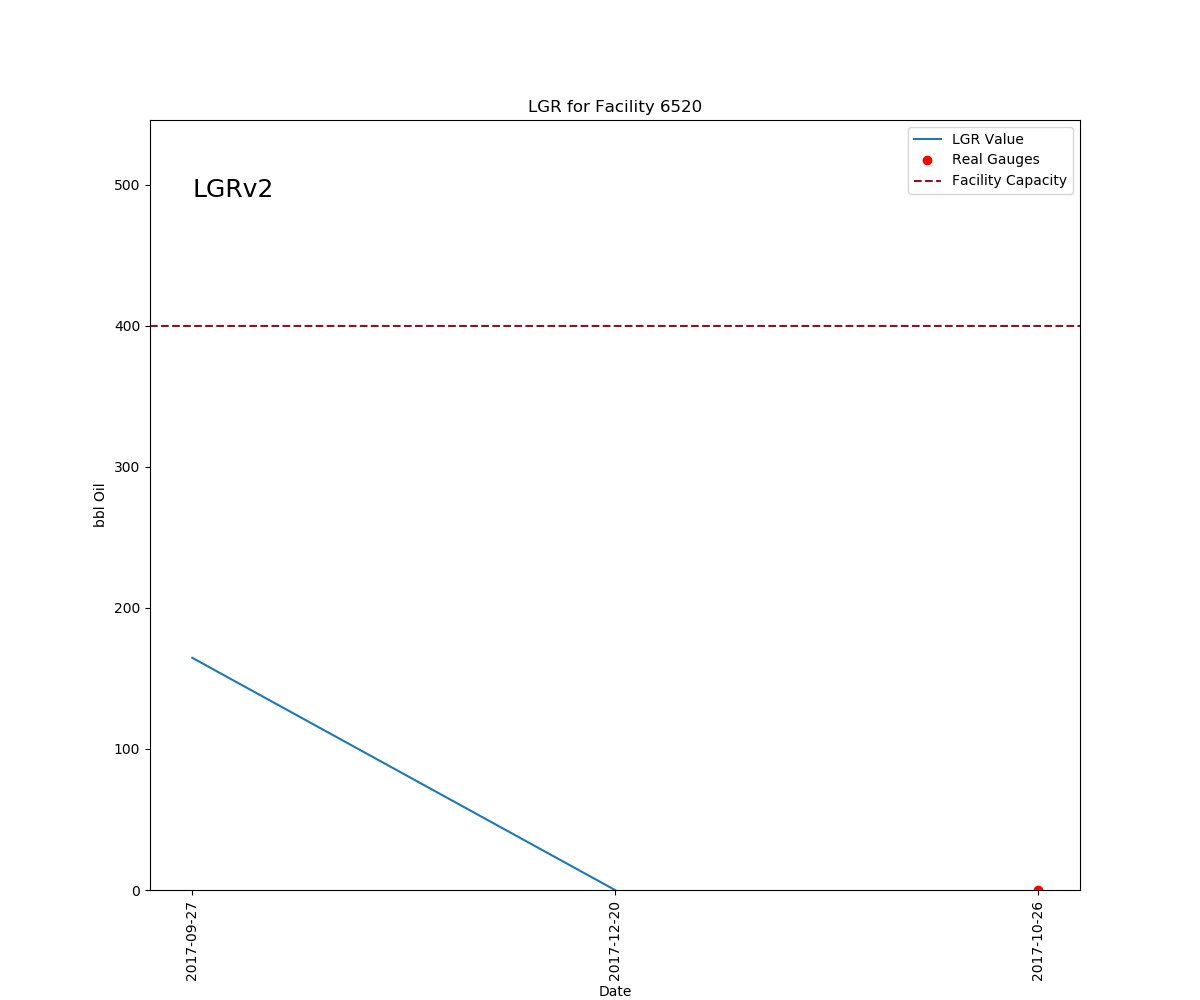 LGR for Facility 6520
LGR Value
Real Gauges
Facility Capacity
LGRv2
500
400
300
200
100
0
bbl Oil
2017-09-27
2017-12-20
2017-10-26
Date